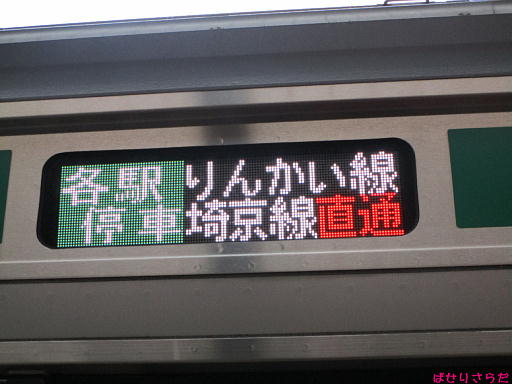 各駅停車
りんかい線
埼京線直通
ぱせりさらだ